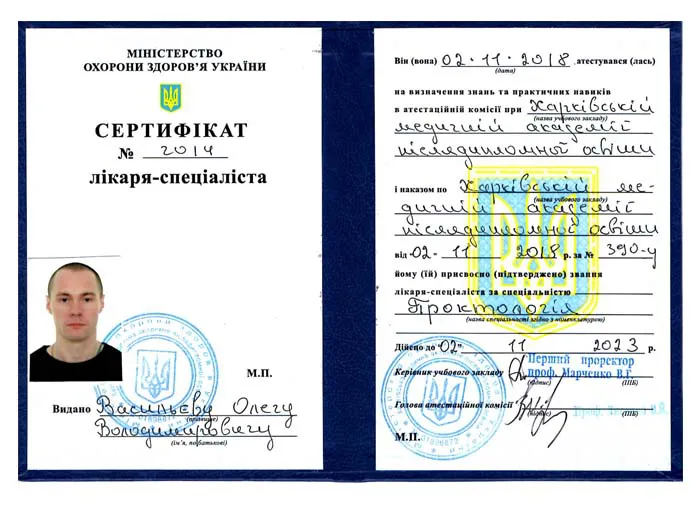 МІНІСТЕРСТВО
ОХОРОНИ ЗДОРОВ'Я УКРАЇНИ
СЕРТИФІКАТ
№ 2014
лікаря-спеціаліста
М.П.
Видано Васильєву Олегу
(прізвище)
Володимировичу
(ім'я, по батькові)
Він (вона) 02.11.2018, атестувався (лась)
(дата)
на визначення знань та практичних навиків
в атестаційній комісії при Харківській
(назва учбового закладу)
медичній академії
післядипломної освіти
і наказом по Харківській ме-
(назва учбового закладу)
дичній академії
післядипломної освіти
від 02 - 11 2018 р. за № 390-у
йому (їй) присвоєно (підтверджено) звання
лікаря-спеціаліста за спеціальністю
Проктологія
(назва спеціальності згідно з номенклатурою)
Дійсно до "02" 11 2023 р.
Перший проректор
Керівник учбового закладу проф. Марченко В.Г.
(підпис) (ПІБ)
Голова атестаційної комісії
(підпис) (ПІБ)
М.П.
01896872